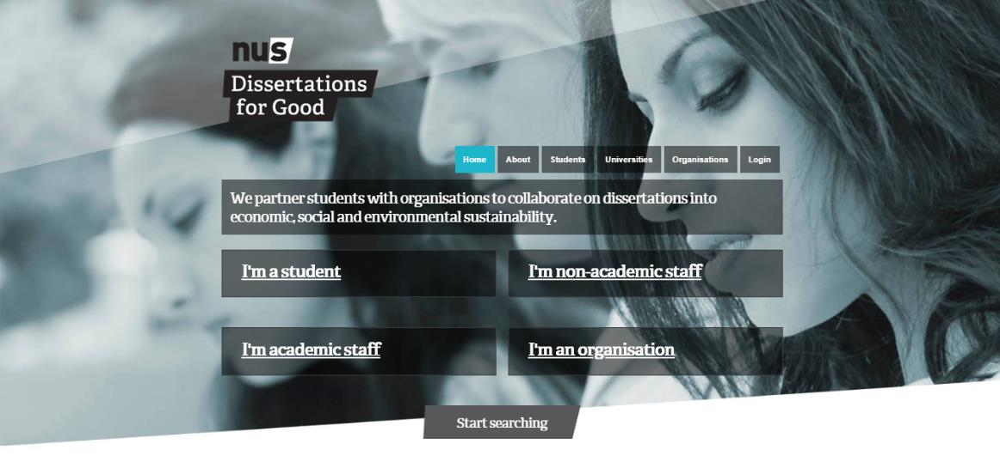 nus
Dissertations
for Good
Home About Students Universities Organisations Login
We partner students with organisations to collaborate on dissertations into
economic, social and environmental sustainability.
I'm a student
I'm non-academic staff
I'm academic staff
I'm an organisation
Start searching